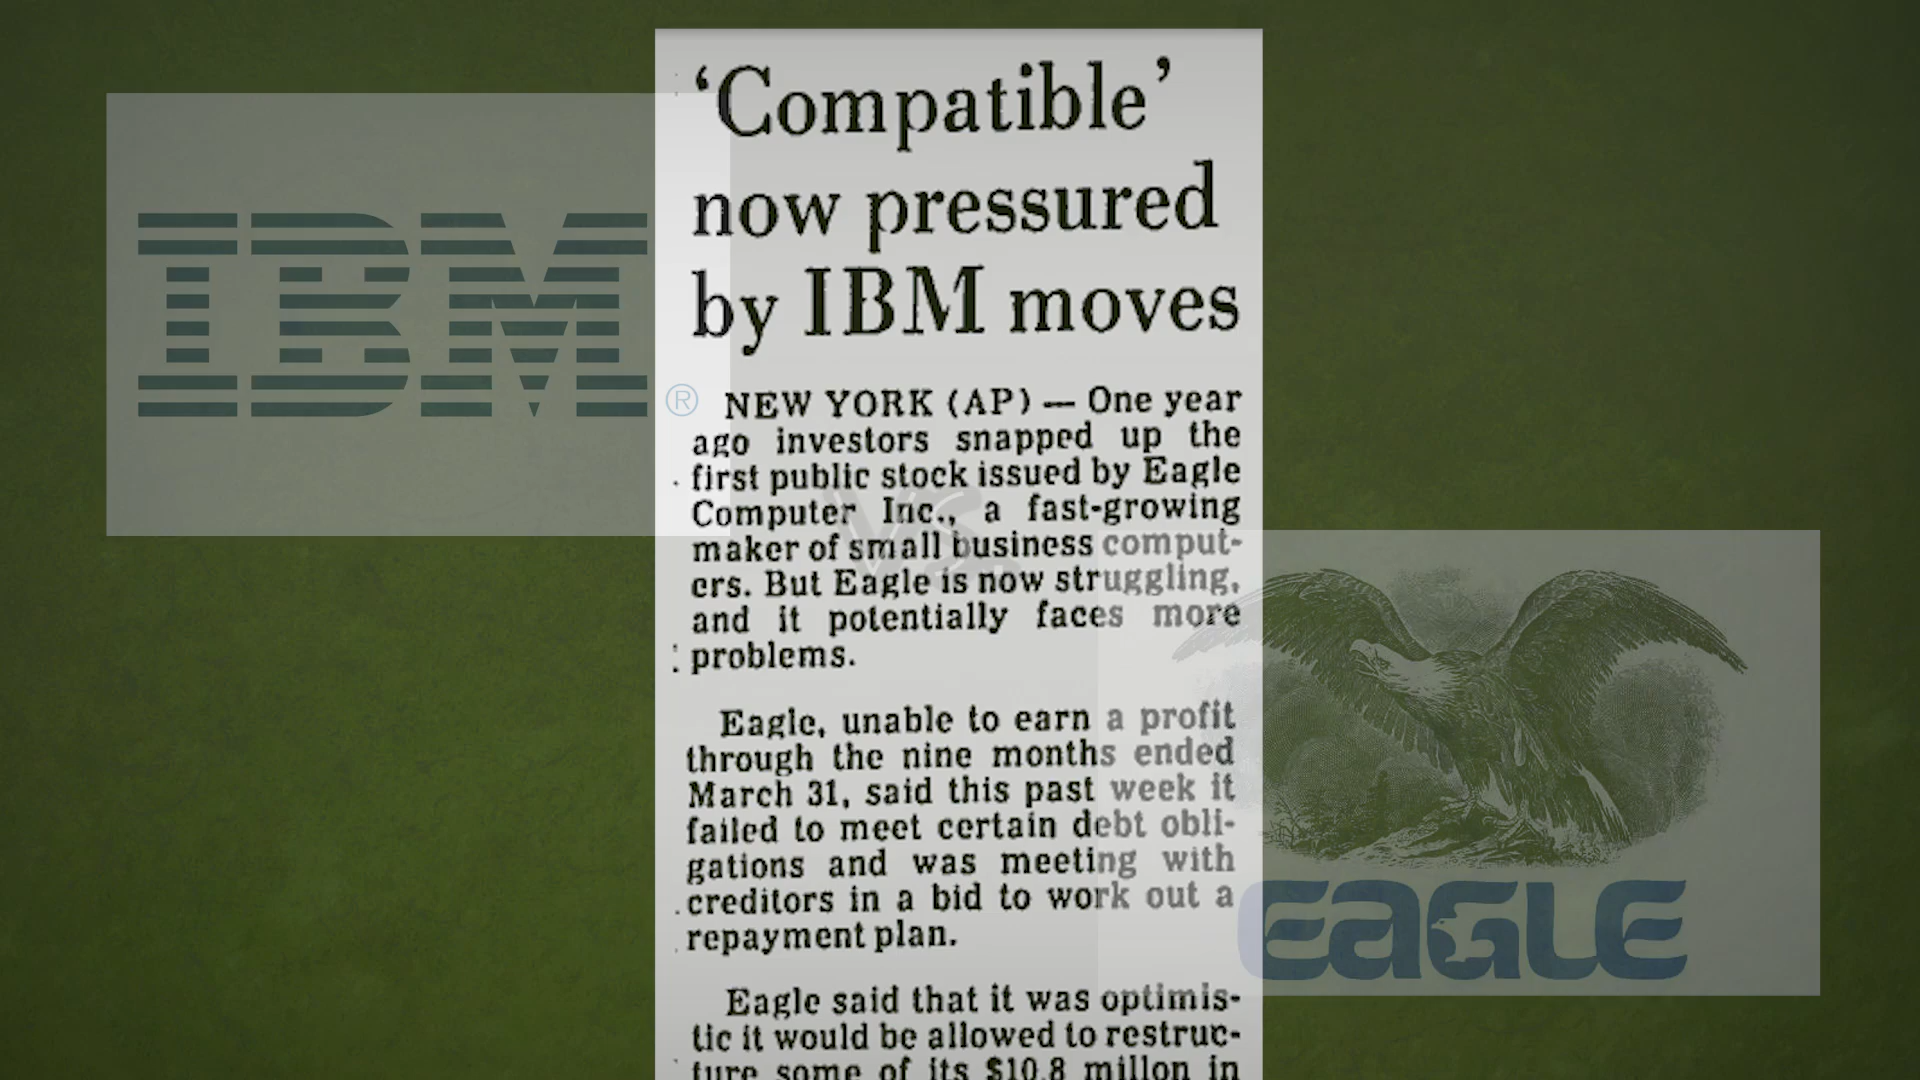 ‘Compatible’
now pressured
by IBM moves
IBM
®
NEW YORK (AP) — One year
ago investors snapped up the
first public stock issued by Eagle
Computer Inc., a fast-growing
maker of small business comput-
ers. But Eagle is now struggling,
and it potentially faces more
problems.
Eagle, unable to earn a profit
through the nine months ended
March 31, said this past week it
failed to meet certain debt obli-
gations and was meeting with
creditors in a bid to work out a
repayment plan.
Eagle said that it was optimis-
tic it would be allowed to restruc-
ture some of its $10.8 millon in
vs.
EAGLE